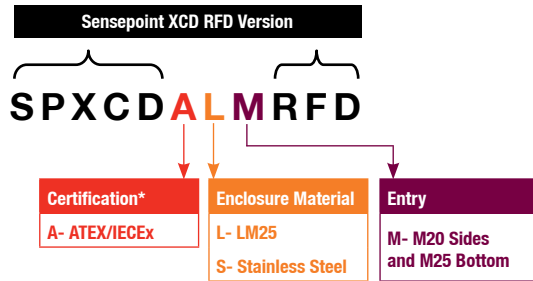 Sensepoint XCD RFD Version
SPXCDALMRFD
Certification*
A- ATEX/IECEx
Enclosure Material
L- LM25
S- Stainless Steel
Entry
M- M20 Sides
and M25 Bottom